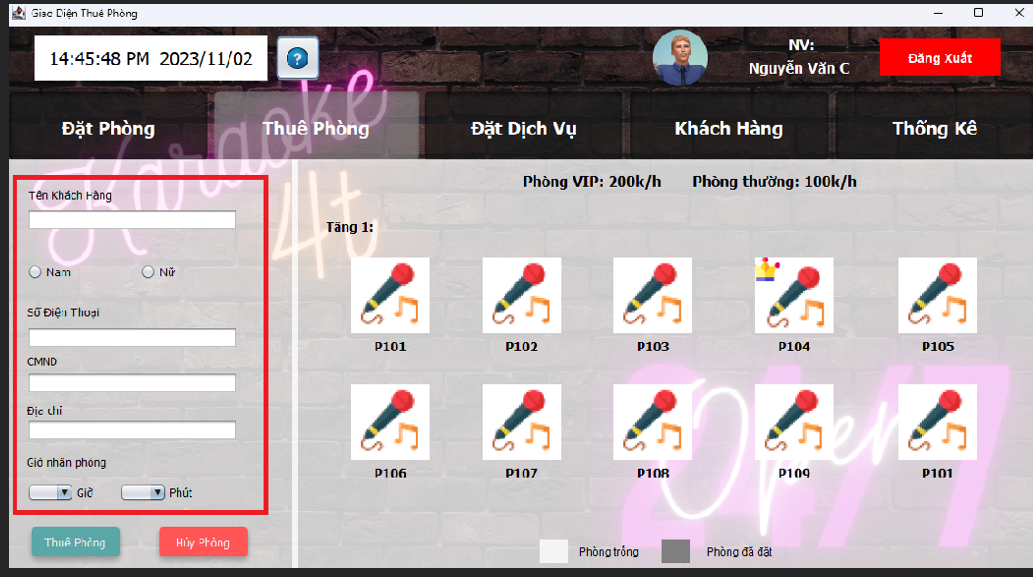 Giao Diện Thuê Phòng
14:45:48 PM 2023/11/02
?
NV:
Nguyễn Văn C
Đăng Xuất
Đặt Phòng
Thuê Phòng
Đặt Dịch Vụ
Khách Hàng
Thống Kê
Karaoke
4t
Tên Khách Hàng
Nam
Nữ
Số Điện Thoại
CMND
Địa chỉ
Giờ nhận phòng
Giờ
Phút
Thuê Phòng
Hủy Phòng
Phòng VIP: 200k/h
Phòng thường: 100k/h
Tầng 1:
P101
P102
P103
P104
P105
P106
P107
P108
P109
P101
Open
24/7
Phòng trống
Phòng đã đặt